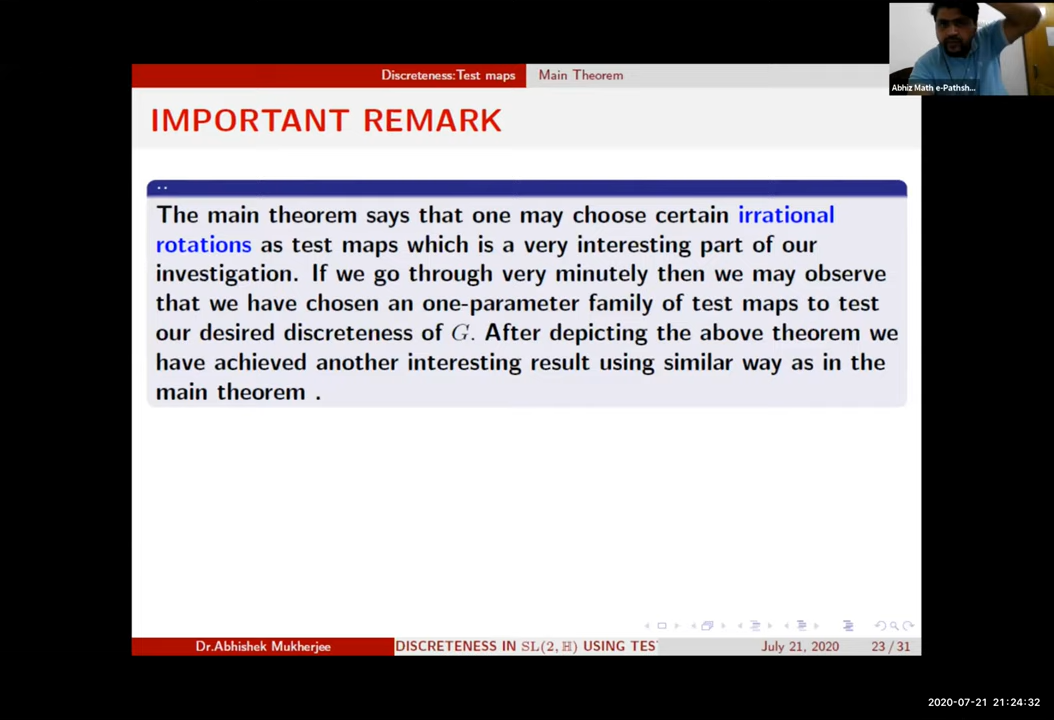 Abhiz Math e-Pathsh...
Discreteness:Test maps Main Theorem
IMPORTANT REMARK
..
The main theorem says that one may choose certain irrational
rotations as test maps which is a very interesting part of our
investigation. If we go through very minutely then we may observe
that we have chosen an one-parameter family of test maps to test
our desired discreteness of G. After depicting the above theorem we
have achieved another interesting result using similar way as in the
main theorem .
Dr.Abhishek Mukherjee DISCRETENESS IN SL(2, ℍ) USING TES July 21, 2020 23 / 31
2020-07-21 21:24:32